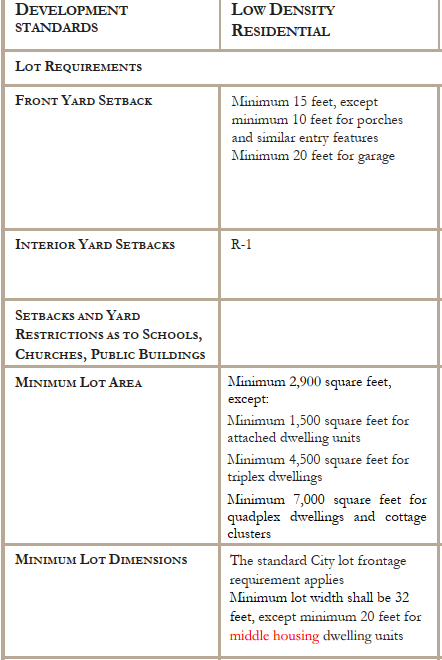 DEVELOPMENT STANDARDS
LOW DENSITY RESIDENTIAL
LOT REQUIREMENTS
FRONT YARD SETBACK
Minimum 15 feet, except
minimum 10 feet for porches
and similar entry features
Minimum 20 feet for garage
INTERIOR YARD SETBACKS
R-1
SETBACKS AND YARD
RESTRICTIONS AS TO SCHOOLS,
CHURCHES, PUBLIC BUILDINGS
MINIMUM LOT AREA
Minimum 2,900 square feet,
except:
Minimum 1,500 square feet for
attached dwelling units
Minimum 4,500 square feet for
triplex dwellings
Minimum 7,000 square feet for
quadplex dwellings and cottage
clusters
MINIMUM LOT DIMENSIONS
The standard City lot frontage
requirement applies
Minimum lot width shall be 32
feet, except minimum 20 feet for
middle housing dwelling units